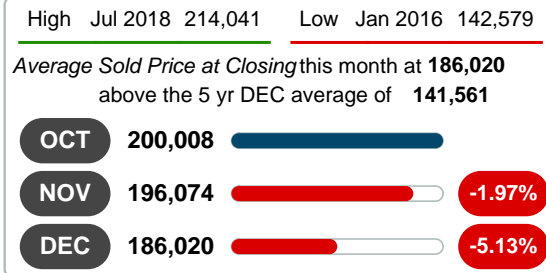 High Jul 2018 214,041 Low Jan 2016 142,579
Average Sold Price at Closing this month at 186,020
above the 5 yr DEC average of 141,561
OCT 200,008
NOV 196,074 -1.97%
DEC 186,020 -5.13%